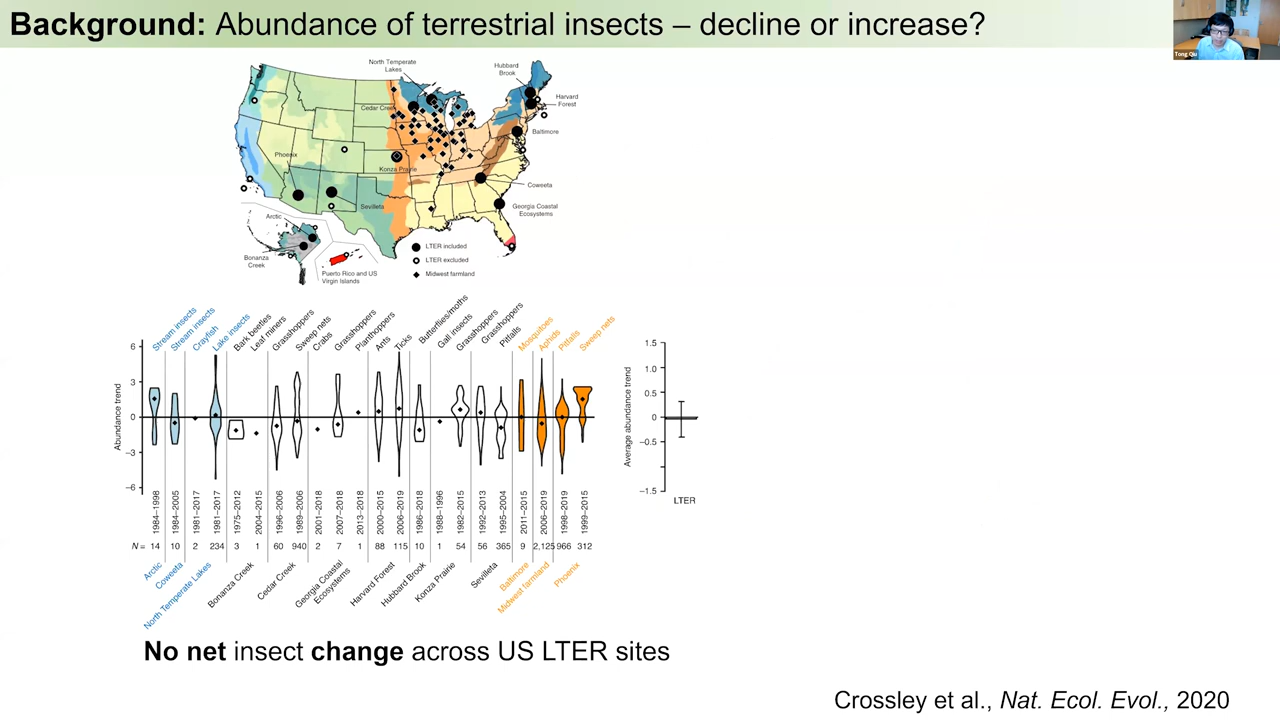 Background: Abundance of terrestrial insects – decline or increase?
Tong Qiu
North Temperate
Lakes
Hubbard
Brook
Harvard
Forest
Cedar Creek
Baltimore
Phoenix
Konza Prairie
Coweeta
Sevilleta
Georgia Coastal
Ecosystems
Arctic
Bonanza
Creek
Puerto Rico and US
Virgin Islands
LTER included
LTER excluded
Midwest farmland
Stream insects
Stream insects
Crayfish
Lake insects
Bark beetles
Leaf miners
Grasshoppers
Sweep nets
Crabs
Grasshoppers
Planthoppers
Ants
Ticks
Butterflies/moths
Gall insects
Grasshoppers
Grasshoppers
Pitfalls
Mosquitoes
Aphids
Pitfalls
Sweep nets
Abundance trend
6
3
0
−3
−6
1984–1998
1984–2005
1981–2017
1981–2017
1975–2012
2004–2015
1996–2006
1989–2006
2001–2018
2007–2018
2013–2018
2000–2015
2006–2019
1986–2018
1988–1996
1982–2015
1992–2013
1995–2004
2011–2015
2006–2019
1998–2019
1999–2015
N = 14 10 2 234 3 1 60 940 2 7 1 88 115 10 1 54 56 365 9 2,125 966 312
Arctic
Coweeta
North Temperate Lakes
Bonanza Creek
Cedar Creek
Georgia Coastal
Ecosystems
Harvard Forest
Hubbard Brook
Konza Prairie
Sevilleta
Baltimore
Midwest farmland
Phoenix
Average abundance trend
1.5
1.0
0.5
0
−0.5
−1.5
LTER
No net insect change across US LTER sites
Crossley et al., Nat. Ecol. Evol., 2020